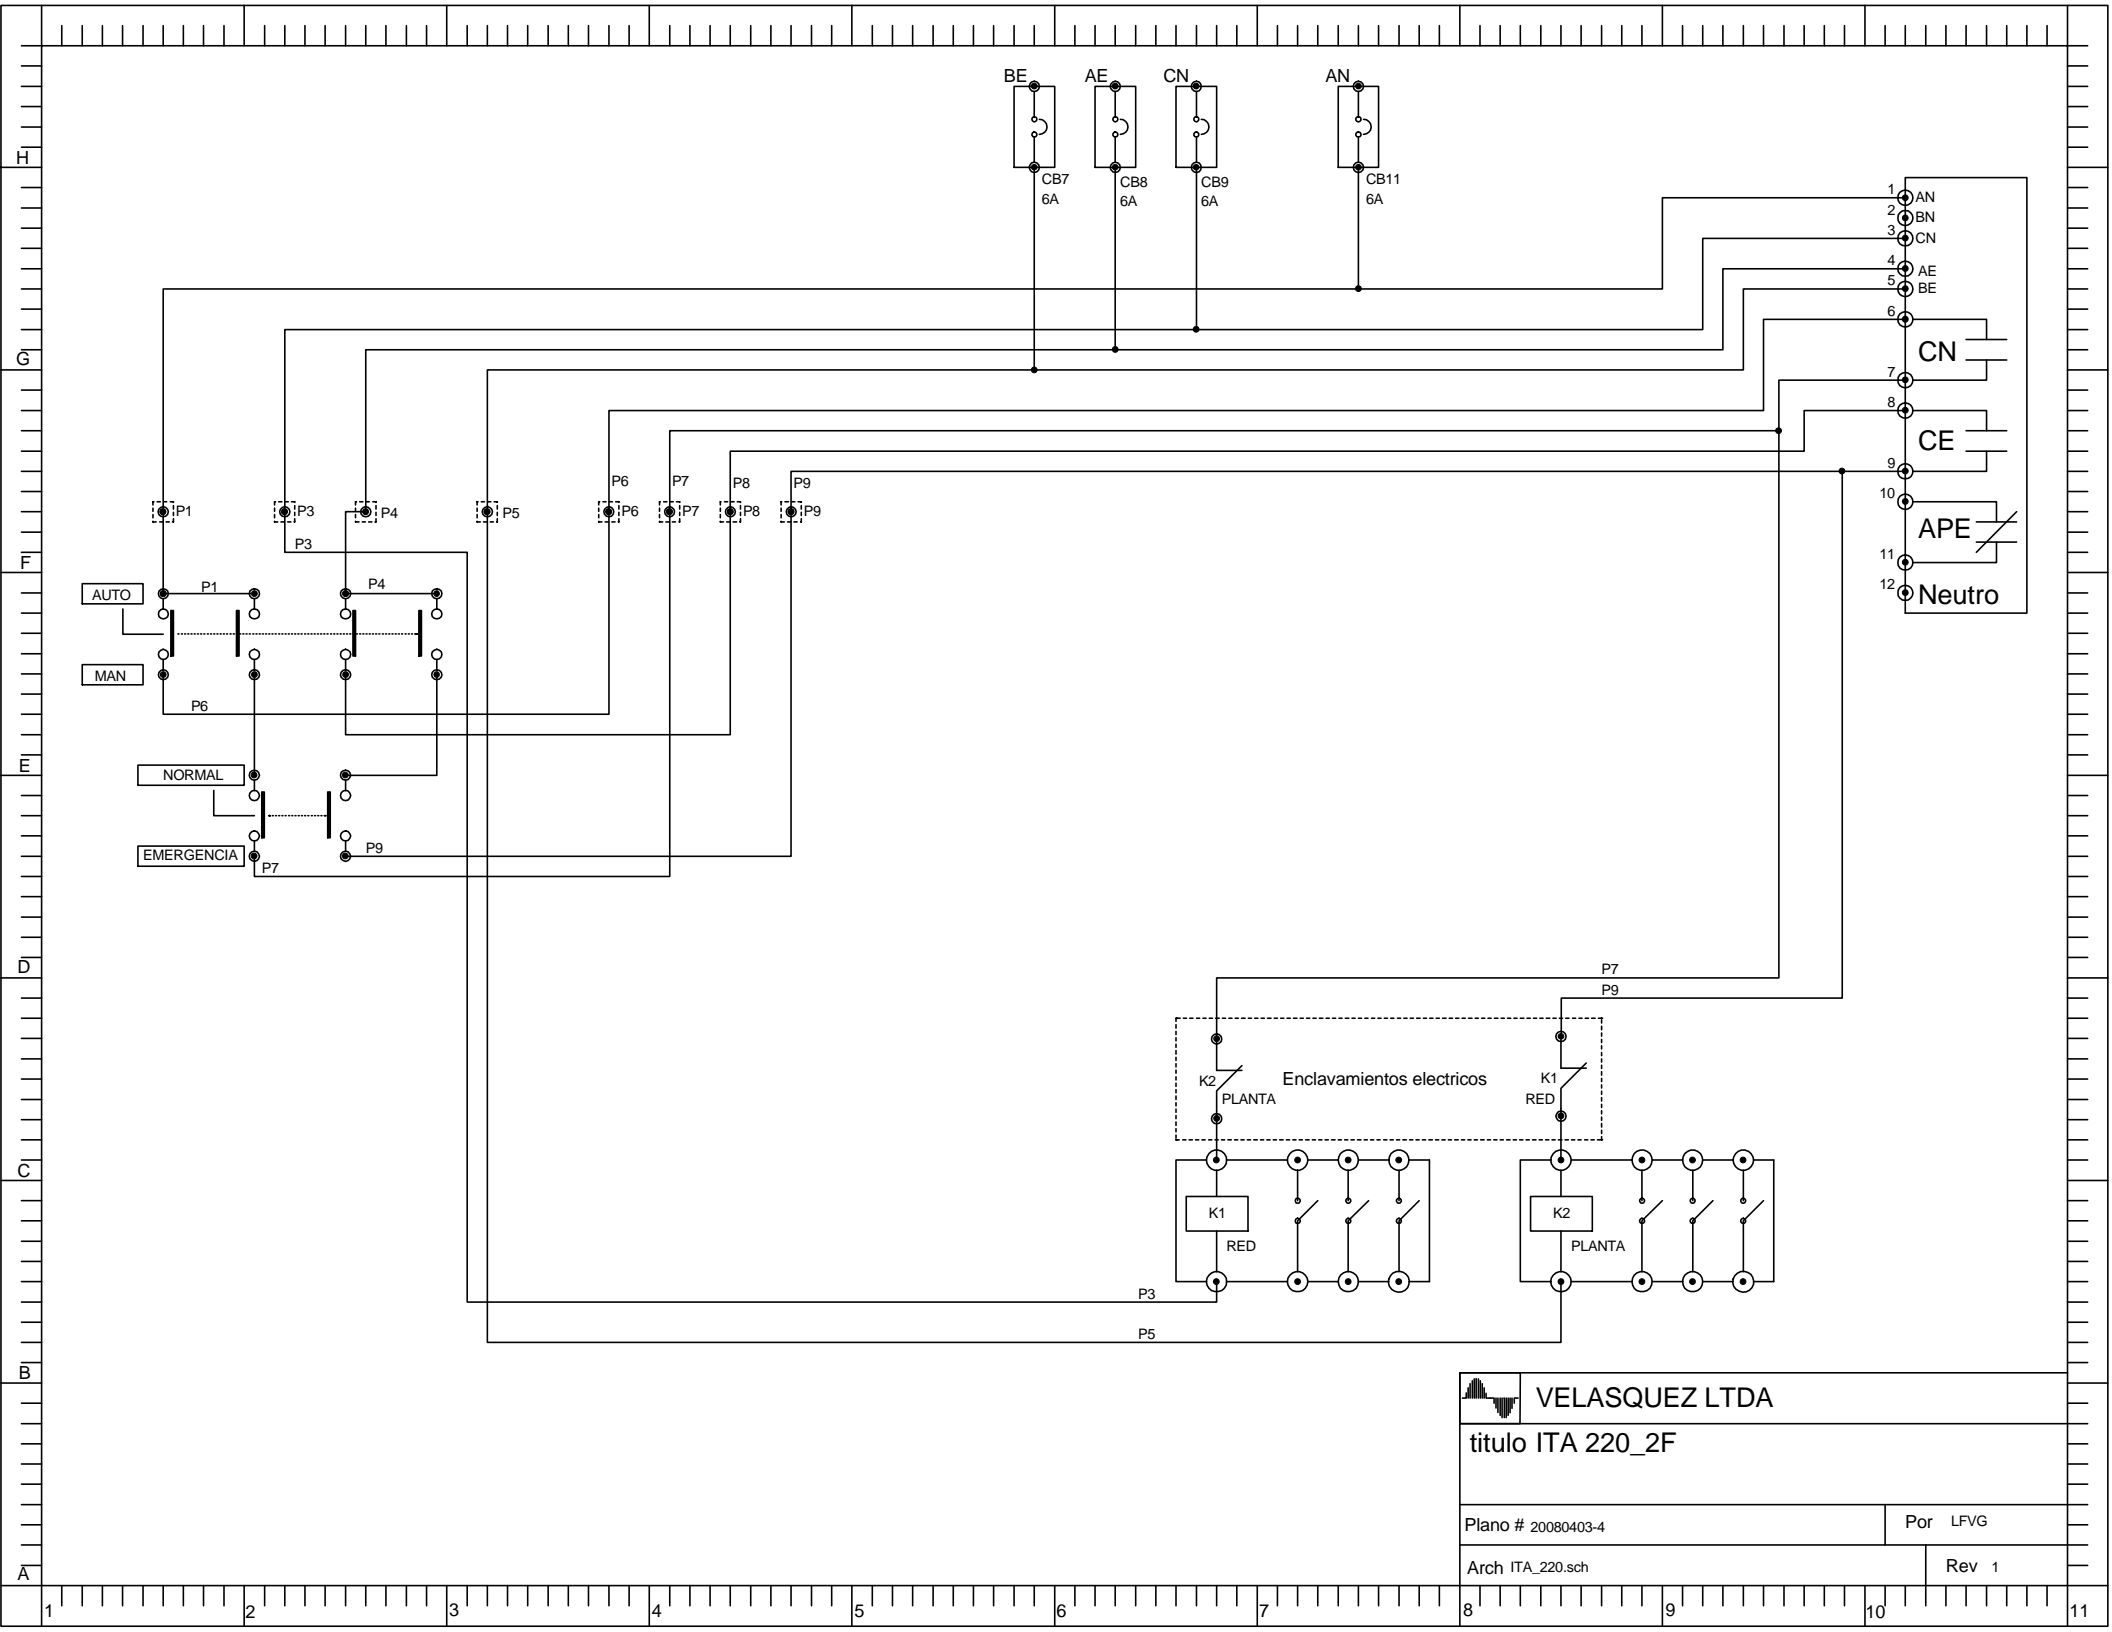 BE AE CN AN
H
CB7 CB8 CB9 CB11
6A 6A 6A 6A
1 AN
2 BN
3 CN
4 AE
5 BE
6
G
CN
7
8
CE
9
P6 P7 P8 P9
10
P1 P3 P4 P5 P6 P7 P8 P9
APE
P3
11
F
12 Neutro
AUTO P1 P4
MAN
P6
E
NORMAL
EMERGENCIA P9
P7
D
P7
P9
K2 Enclavamientos electricos K1
PLANTA RED
C
K1 K2
RED PLANTA
P3
P5
B
VELASQUEZ LTDA
titulo ITA 220_2F
Plano # 20080403-4 Por LFVG
Arch ITA_220.sch Rev 1
A
1 2 3 4 5 6 7 8 9 10 11